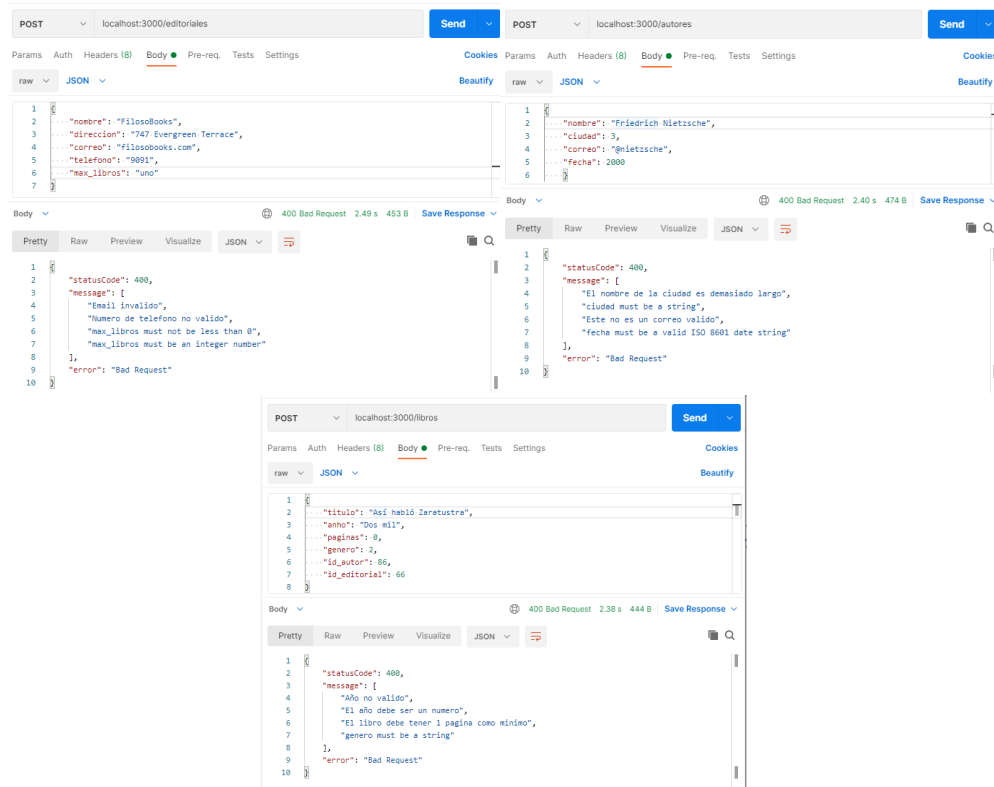 POST localhost:3000/editoriales Send
Params Auth Headers (8) Body Pre-req. Tests Settings Cookies
raw JSON Beautify
1 {
2 "nombre": "FilosoBooks",
3 "direccion": "747 Evergreen Terrace",
4 "correo": "filosobooks.com",
5 "telefono": "9091",
6 "max_libros": "uno"
7 }
Body 400 Bad Request 2.49 s 453 B Save Response
Pretty Raw Preview Visualize JSON
1 {
2 "statusCode": 400,
3 "message": [
4 "Email invalido",
5 "Numero de telefono no valido",
6 "max_libros must not be less than 0",
7 "max_libros must be an integer number"
8 ],
9 "error": "Bad Request"
10 }
POST localhost:3000/autores Send
Params Auth Headers (8) Body Pre-req. Tests Settings Cookies
raw JSON Beautify
1 {
2 "nombre": "Friedrich Nietzsche",
3 "ciudad": 3,
4 "correo": "@nietzsche",
5 "fecha": 2000
6 }
Body 400 Bad Request 2.40 s 474 B Save Response
Pretty Raw Preview Visualize JSON
1 {
2 "statusCode": 400,
3 "message": [
4 "El nombre de la ciudad es demasiado largo",
5 "ciudad must be a string",
6 "Este no es un correo valido",
7 "fecha must be a valid ISO 8601 date string"
8 ],
9 "error": "Bad Request"
10 }
POST localhost:3000/libros Send
Params Auth Headers (8) Body Pre-req. Tests Settings Cookies
raw JSON Beautify
1 {
2 "titulo": "Así habló Zaratustra",
3 "anho": "Dos mil",
4 "paginas": 0,
5 "genero": 2,
6 "id_autor": 86,
7 "id_editorial": 66
8 }
Body 400 Bad Request 2.38 s 444 B Save Response
Pretty Raw Preview Visualize JSON
1 {
2 "statusCode": 400,
3 "message": [
4 "Año no valido",
5 "El año debe ser un numero",
6 "El libro debe tener 1 pagina como minimo",
7 "genero must be a string"
8 ],
9 "error": "Bad Request"
10 }